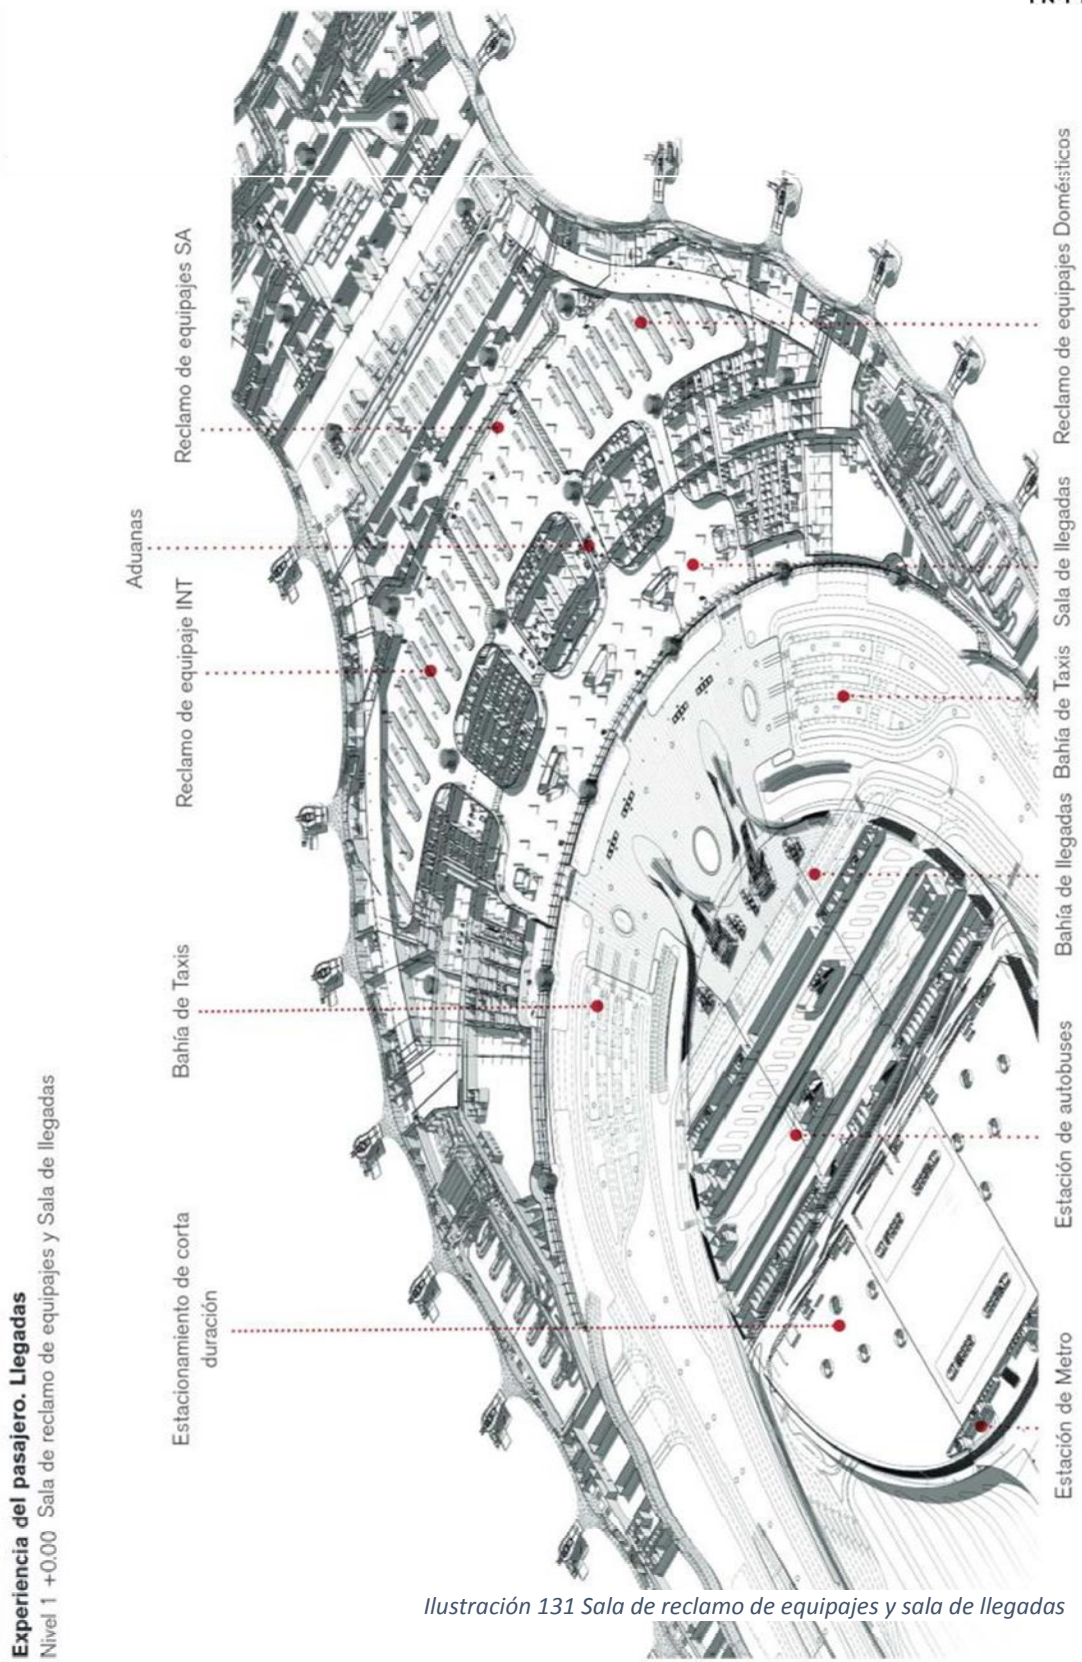 Experiencia del pasajero. Llegadas
Nivel 1 +0.00 Sala de reclamo de equipajes y Sala de llegadas
Estacionamiento de corta
duración
Bahía de Taxis
Reclamo de equipaje INT
Aduanas
Reclamo de equipajes SA
Estación de Metro
Estación de autobuses
Bahía de llegadas
Bahía de Taxis
Sala de llegadas
Reclamo de equipajes Domésticos
Ilustración 131 Sala de reclamo de equipajes y sala de llegadas